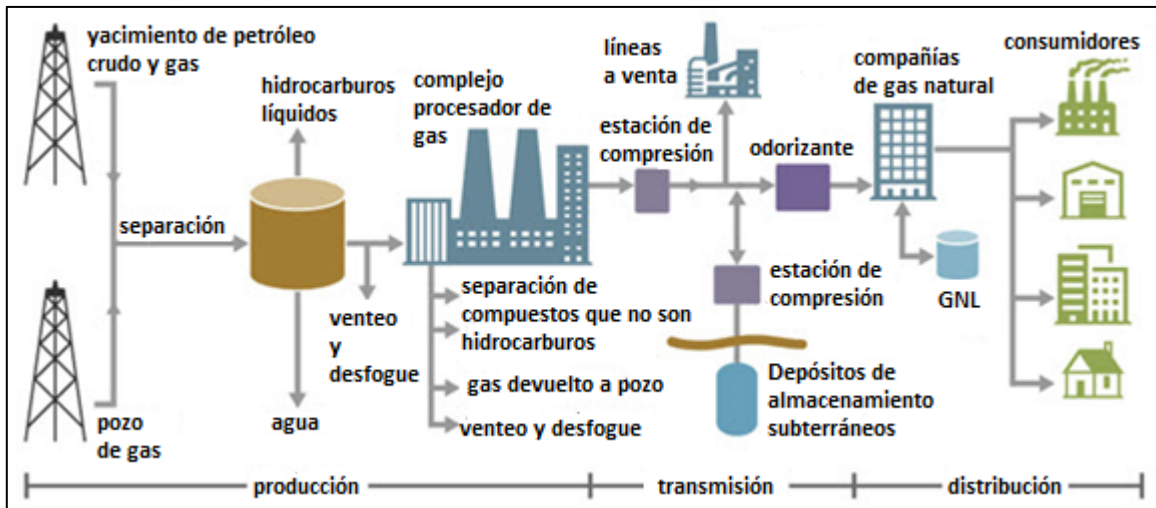 yacimiento de petróleo
crudo y gas
hidrocarburos
líquidos
complejo
procesador de
gas
líneas
a venta
compañías
de gas natural
consumidores
estación de
compresión
odorizante
separación
venteo
y
desfogue
separación de
compuestos que no son
hidrocarburos
estación de
compresión
GNL
gas devuelto a pozo
Depósitos de
almacenamiento
subterráneos
pozo
de gas
agua
venteo y desfogue
producción
transmisión
distribución